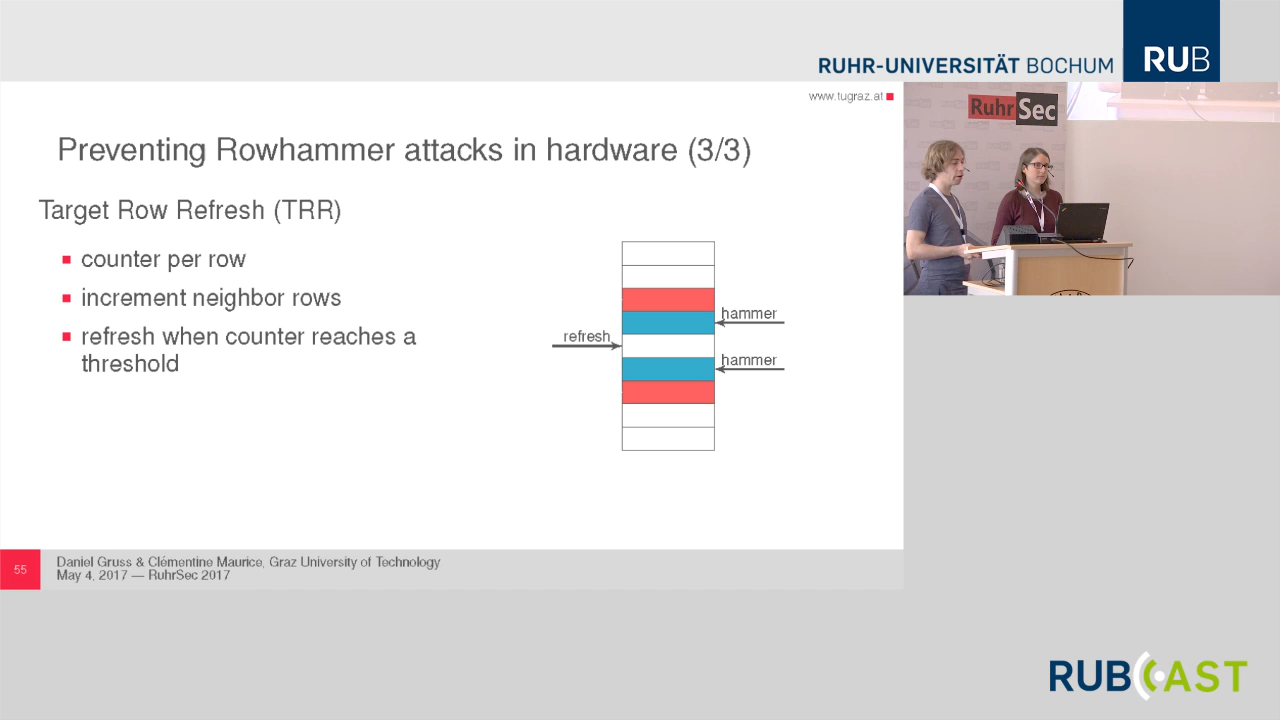 RUHR-UNIVERSITÄT BOCHUM RUB
www.tugraz.at
RuhrSec
Preventing Rowhammer attacks in hardware (3/3)
Target Row Refresh (TRR)
counter per row
increment neighbor rows
refresh when counter reaches a
threshold
hammer
refresh
hammer
55
Daniel Gruss & Clémentine Maurice, Graz University of Technology
May 4, 2017 — RuhrSec 2017
RUBCAST